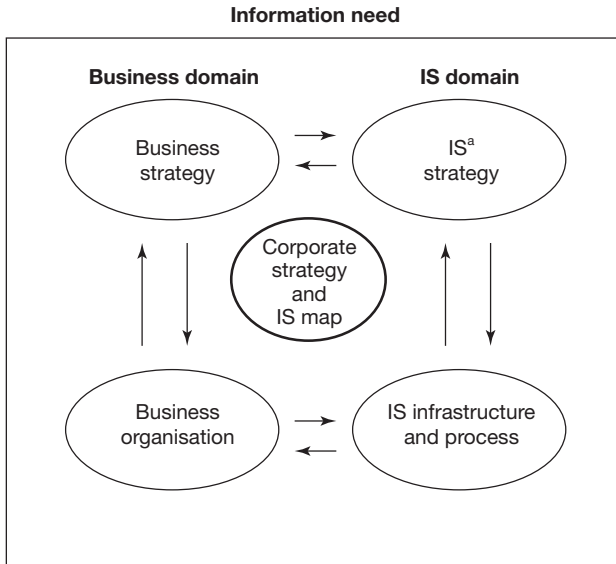 Information need
Business domain
IS domain
Business
strategy
ISᵃ
strategy
Corporate
strategy
and
IS map
Business
organisation
IS infrastructure
and process